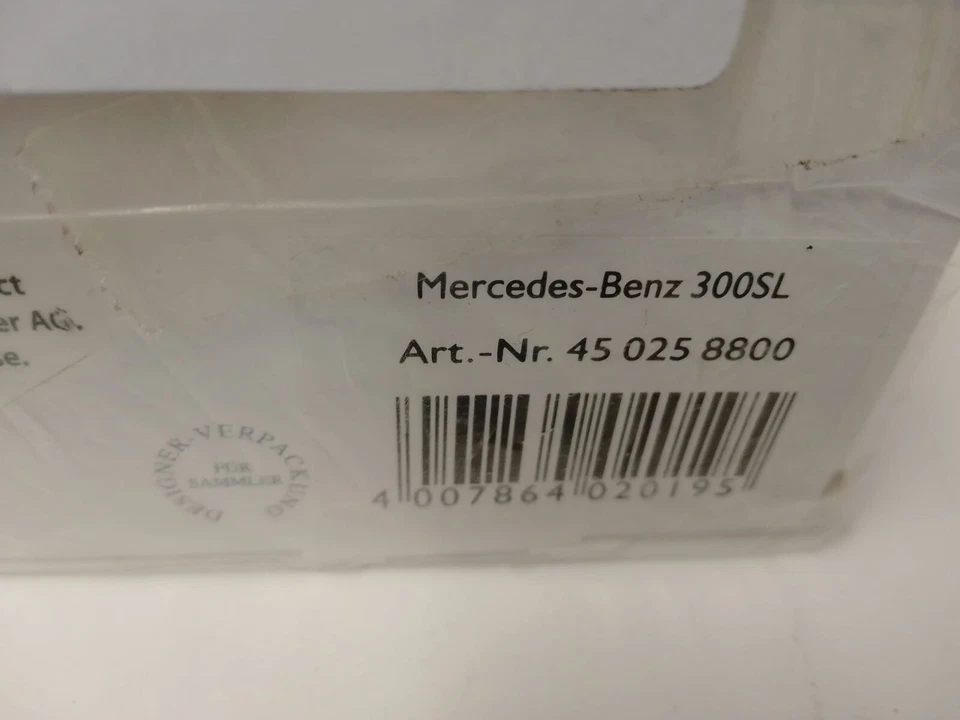 ct
er AG.
se.
Mercedes-Benz 300SL
Art.-Nr. 45 025 8800
DESIGNER-VERPACKUNG
FÜR
SAMMLER
4 007864 020195